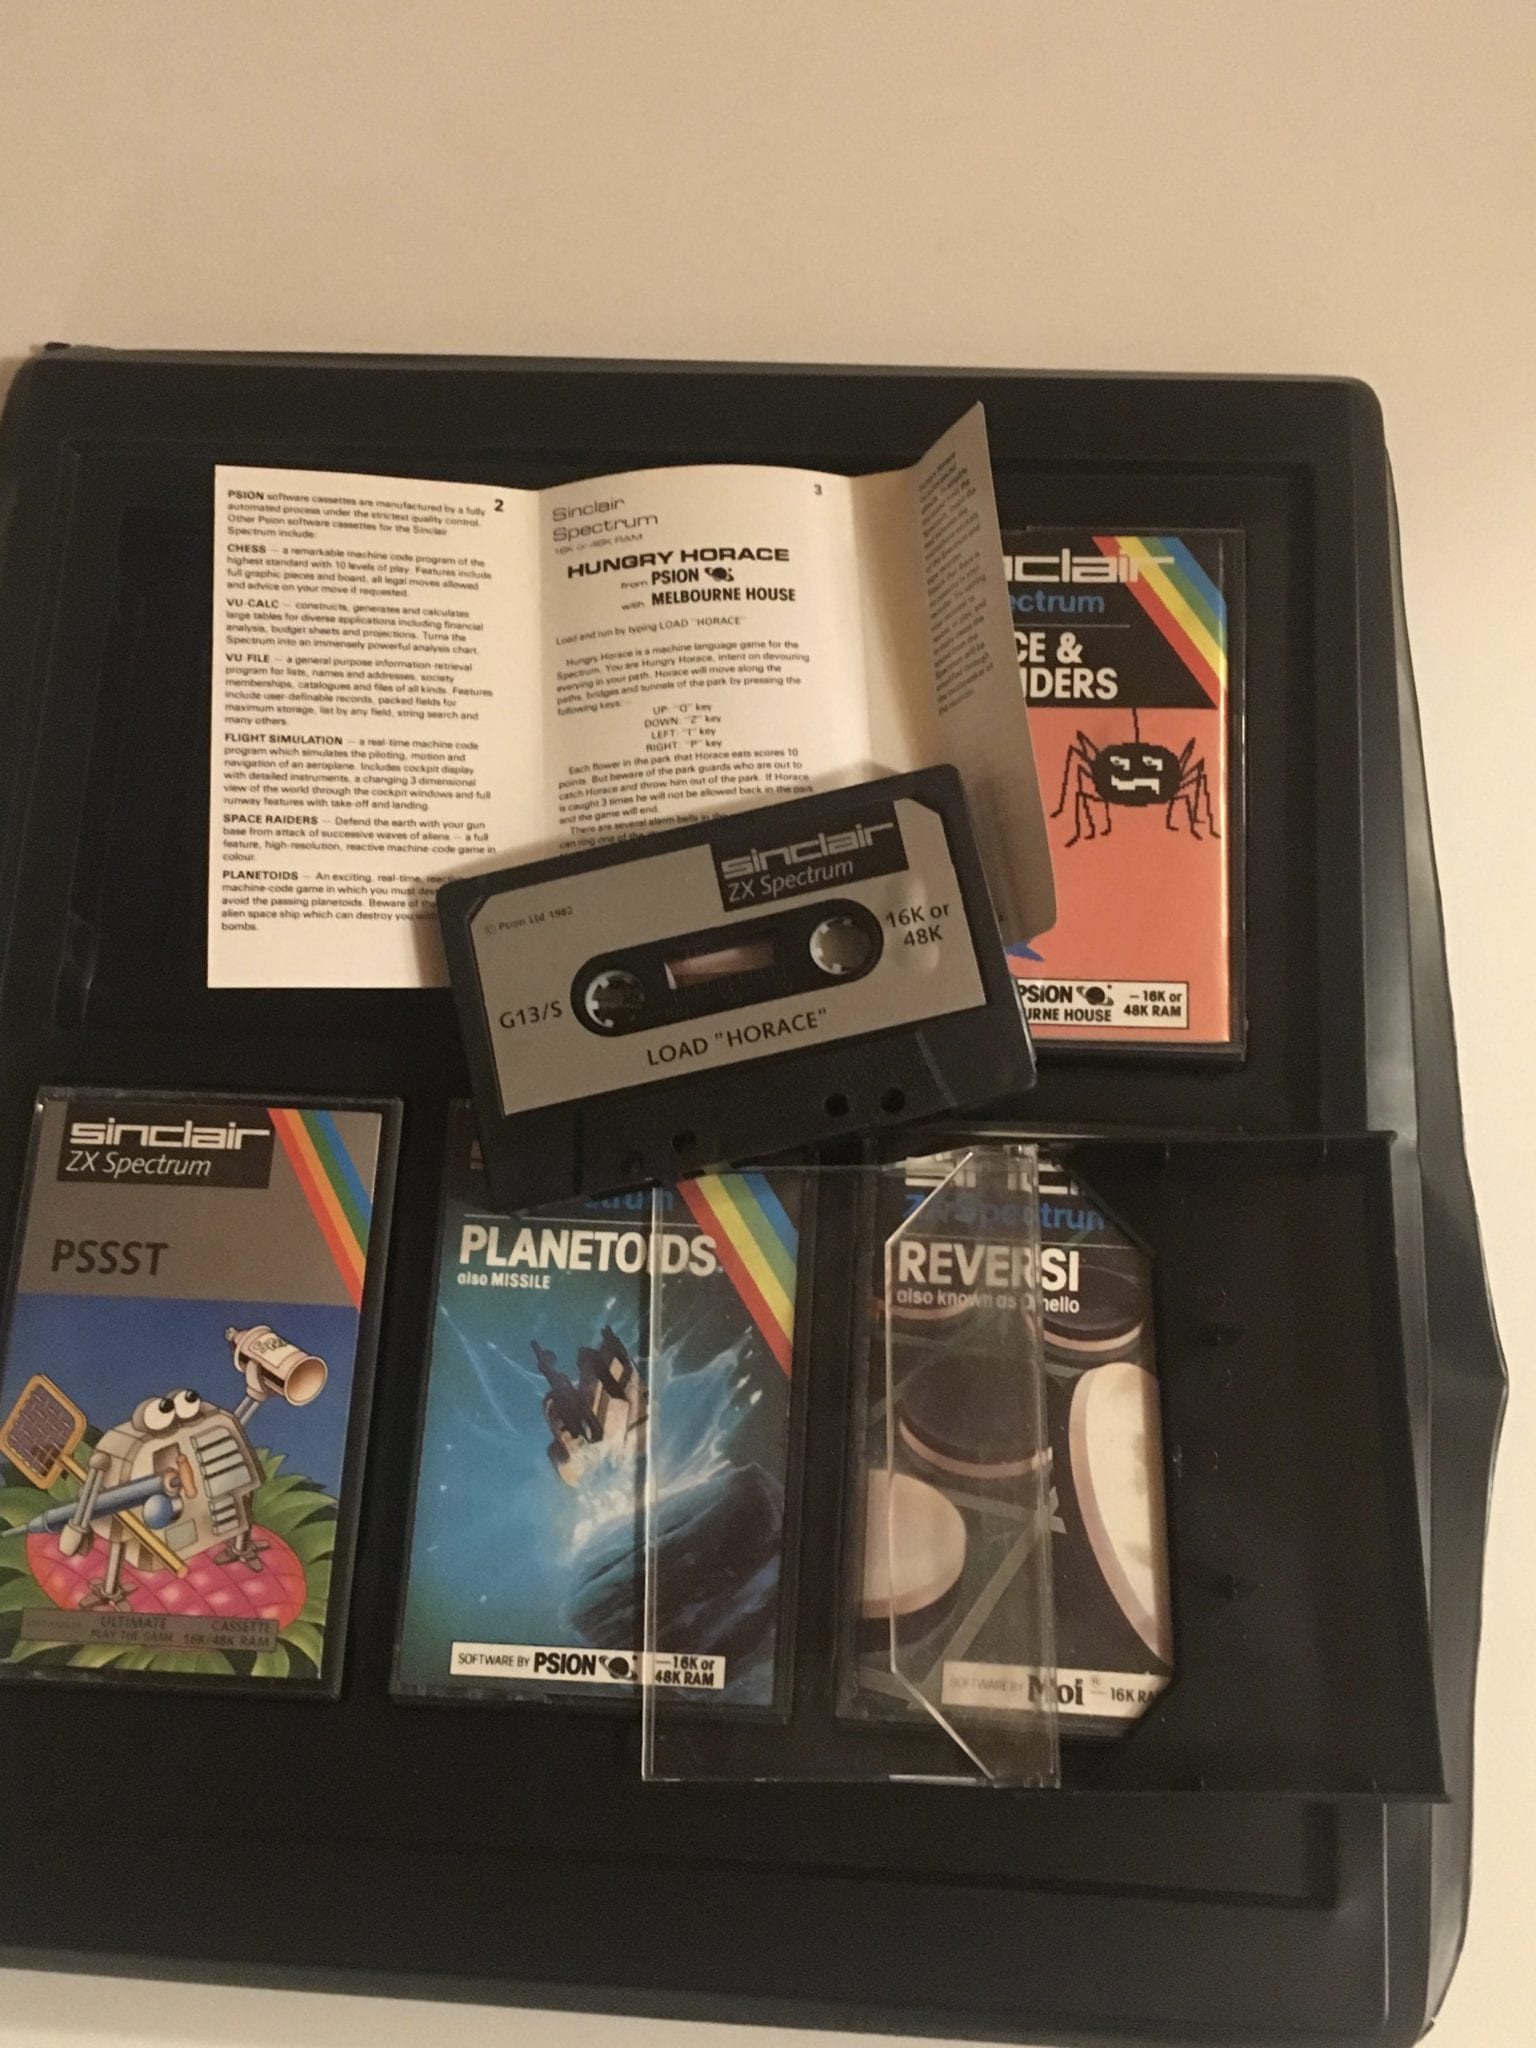 PSION software cassettes are manufactured by a fully
automated process under the strictest quality control.
Other Psion software cassettes for the Sinclair
Spectrum include:
2
CHESS — a remarkable machine code program of the
highest standard with 10 levels of play. Features include
full graphic pieces and board, all legal moves allowed
and advice on your move if requested.
VU-CALC — constructs, generates and calculates
large tables for diverse applications including financial
analysis, budget sheets and projections. Turns the
Spectrum into an immensely powerful analysis chart.
VU-FILE — a general purpose information-retrieval
program for lists, names and addresses, society
memberships, catalogues and files of all kinds. Features
include user-definable records, packed fields for
maximum storage, list by any field, string search and
many others.
FLIGHT SIMULATION — a real-time machine code
program which simulates the piloting, motion and
navigation of an aeroplane. Includes cockpit display
with detailed instruments, a changing 3 dimensional
view of the world through the cockpit windows and full
runway features with take-off and landing.
SPACE RAIDERS — Defend the earth with your gun
base from attack of successive waves of aliens — a full
feature, high-resolution, reactive machine-code game in
colour.
PLANETOIDS — An exciting, real-time,
machine-code game in which you must
avoid the passing planetoids. Beware of the
alien space ship which can destroy you with
bombs.
3
Sinclair
Spectrum
16K or 48K RAM
HUNGRY HORACE
from PSION
with MELBOURNE HOUSE
Load and run by typing LOAD "HORACE"
Hungry Horace is a machine language game for the
Spectrum. You are Hungry Horace, intent on devouring
everying in your path. Horace will move along the
paths, bridges and tunnels of the park by pressing the
following keys: —
UP: "Q" key
DOWN: "Z" key
LEFT: "I" key
RIGHT: "P" key
Each flower in the park that Horace eats scores 10
points. But beware of the park guards who are out to
catch Horace and throw him out of the park. If Horace
is caught 3 times he will not be allowed back in the park
and the game will end.
There are several alarm bells in the
can ring one of the
nclair
ectrum
CE &
IDERS
PSION
URNE HOUSE
— 16K or
48K RAM
sinclair
ZX Spectrum
© Psion Ltd 1982
16K or
48K
G13/S
LOAD "HORACE"
sinclair
ZX Spectrum
PSSST
ULTIMATE
PLAY THE GAME
CASSETTE
16K/48K RAM
ctrum
PLANETOIDS
also MISSILE
SOFTWARE BY PSION
— 16K or
48K RAM
ZX Spectrum
REVERSI
also known as Othello
SOFTWARE BY Moi ® — 16K RA